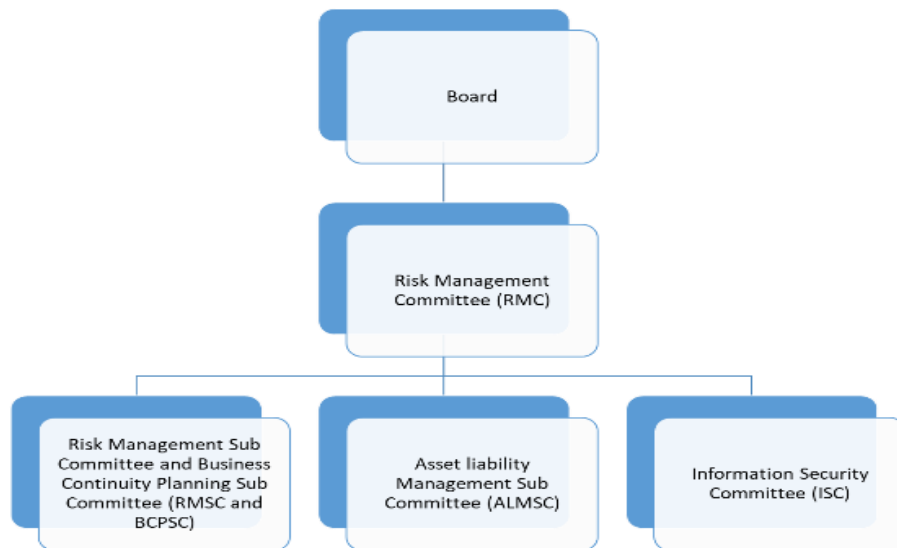 Board
Risk Management
Committee (RMC)
Risk Management Sub
Committee and Business
Continuity Planning Sub
Committee (RMSC and
BCPSC)
Asset liability
Management Sub
Committee (ALMSC)
Information Security
Committee (ISC)